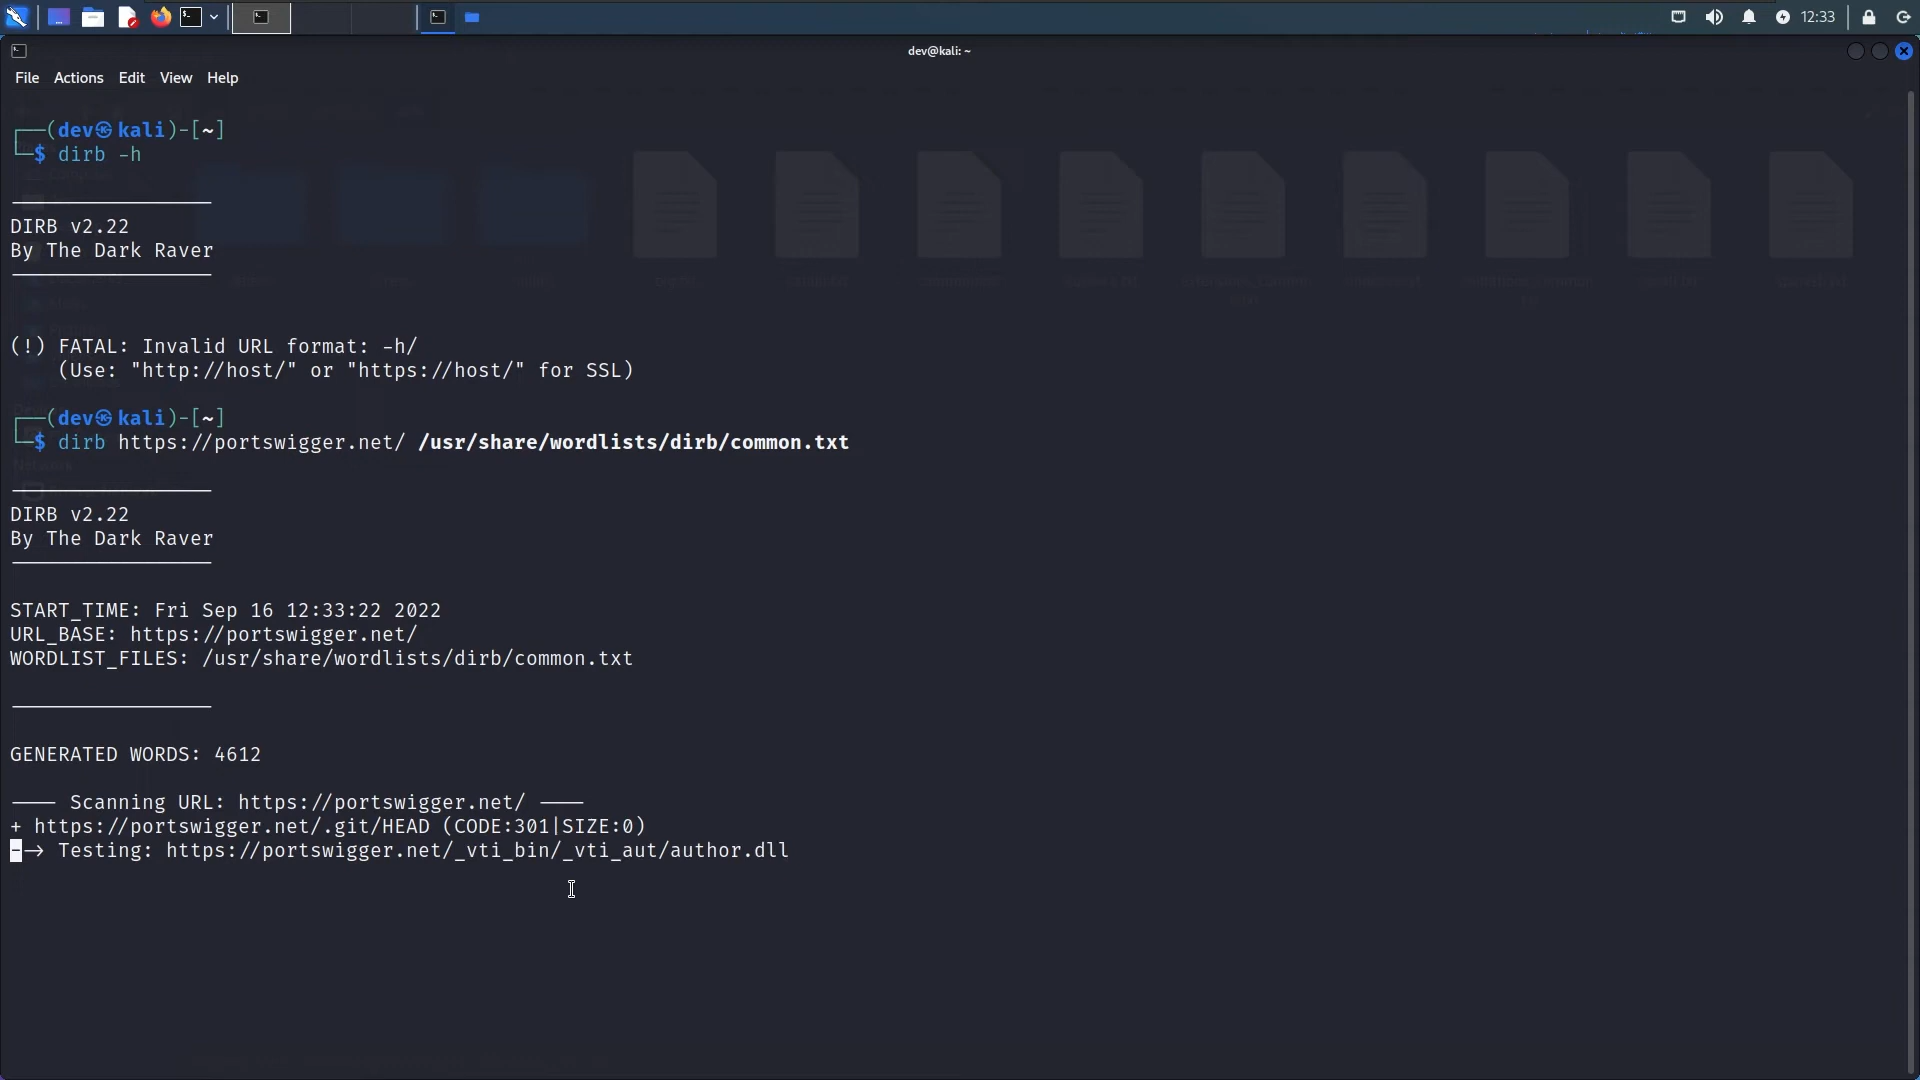 12:33
dev@kali: ~
File Actions Edit View Help
┌──(dev㉿kali)-[~]
└─$ dirb -h
DIRB v2.22
By The Dark Raver
(!) FATAL: Invalid URL format: -h/
(Use: "http://host/" or "https://host/" for SSL)
┌──(dev㉿kali)-[~]
└─$ dirb https://portswigger.net/ /usr/share/wordlists/dirb/common.txt
DIRB v2.22
By The Dark Raver
START_TIME: Fri Sep 16 12:33:22 2022
URL_BASE: https://portswigger.net/
WORDLIST_FILES: /usr/share/wordlists/dirb/common.txt
GENERATED WORDS: 4612
---- Scanning URL: https://portswigger.net/ ----
+ https://portswigger.net/.git/HEAD (CODE:301|SIZE:0)
--> Testing: https://portswigger.net/_vti_bin/_vti_aut/author.dll